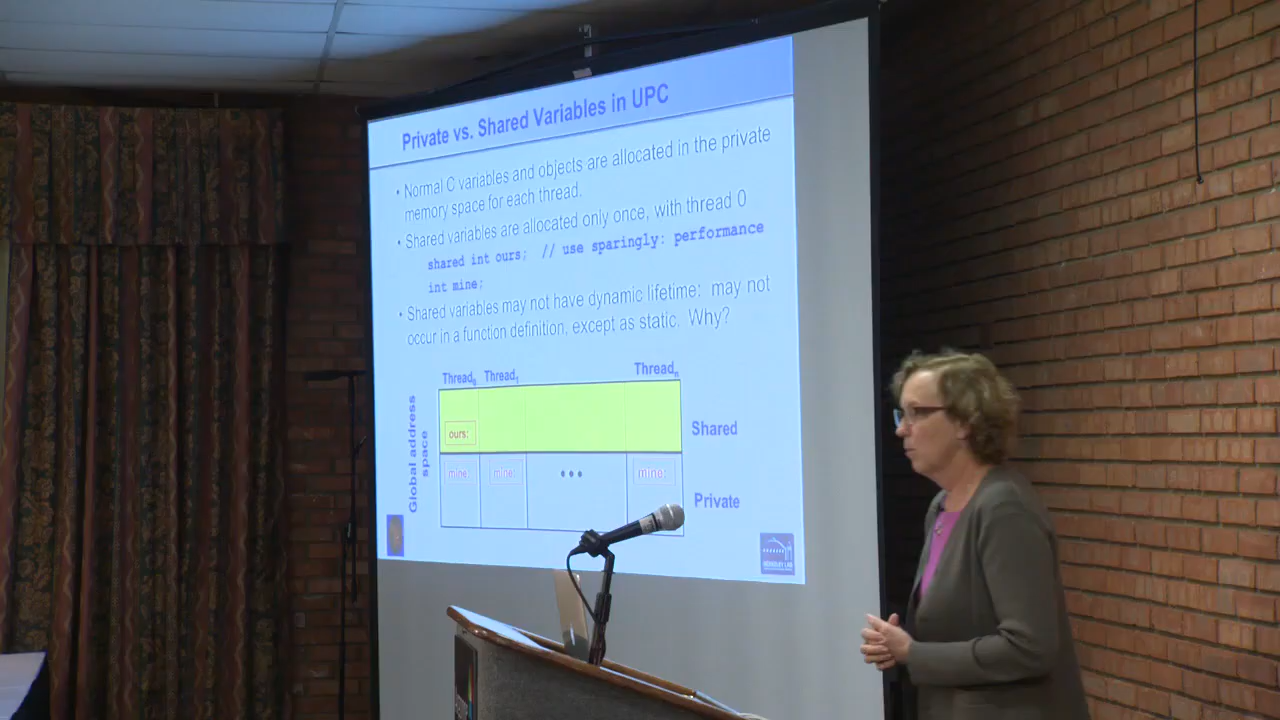 Private vs. Shared Variables in UPC
• Normal C variables and objects are allocated in the private
memory space for each thread.
• Shared variables are allocated only once, with thread 0
shared int ours; // use sparingly: performance
int mine;
• Shared variables may not have dynamic lifetime: may not
occur in a function definition, except as static. Why?
Thread0 Thread1 Threadn
Global address
space
ours:
Shared
mine: mine: ••• mine:
Private
BERKELEY LAB